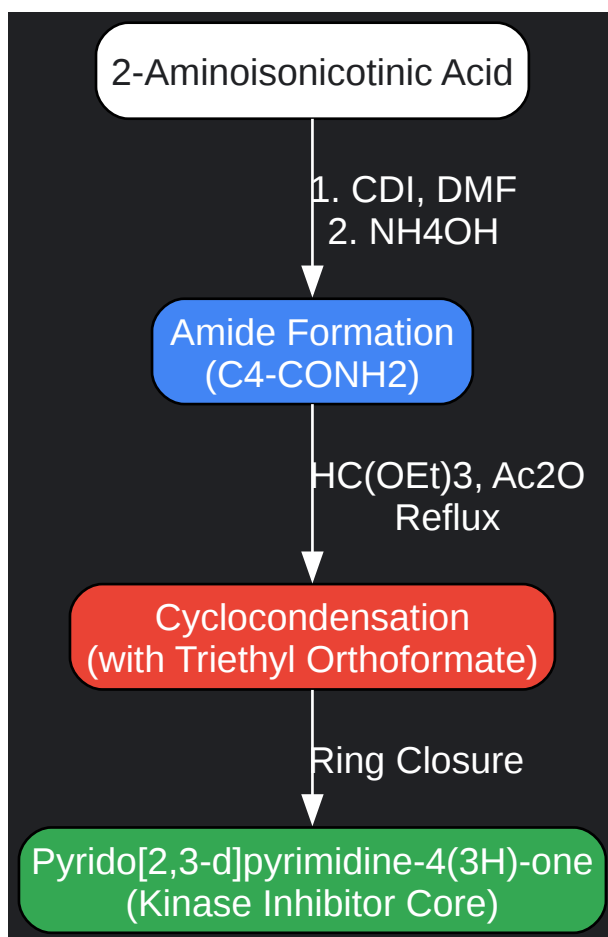 2-Aminoisonicotinic Acid
1. CDI, DMF
2. NH4OH
Amide Formation
(C4-CONH2)
HC(OEt)3, Ac2O
Reflux
Cyclocondensation
(with Triethyl Orthoformate)
Ring Closure
Pyrido[2,3-d]pyrimidine-4(3H)-one
(Kinase Inhibitor Core)